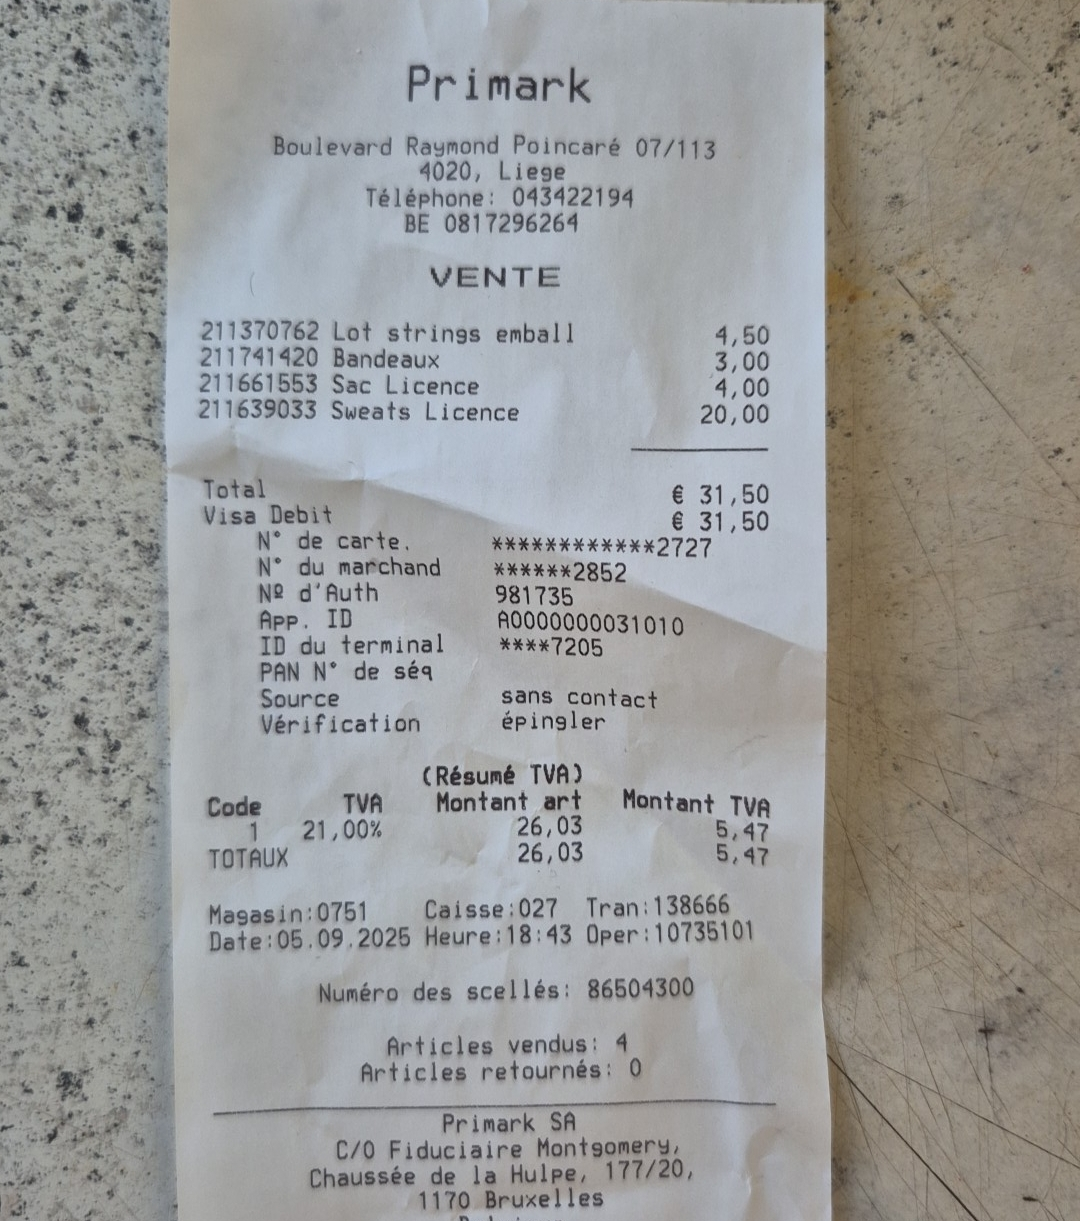 Primark
Boulevard Raymond Poincaré 07/113
4020, Liege
Téléphone: 043422194
BE 0817296264
VENTE
211370762 Lot strings emball 4,50
211741420 Bandeaux 3,00
211661553 Sac Licence 4,00
211639033 Sweats Licence 20,00
Total € 31,50
Visa Debit € 31,50
N° de carte. ************2727
N° du marchand ******2852
Nº d'Auth 981735
App. ID A0000000031010
ID du terminal ****7205
PAN N° de séq
Source sans contact
Vérification épingler
(Résumé TVA)
Code TVA Montant art Montant TVA
1 21,00% 26,03 5,47
TOTAUX 26,03 5,47
Magasin:0751 Caisse:027 Tran:138666
Date:05.09.2025 Heure:18:43 Oper:10735101
Numéro des scellés: 86504300
Articles vendus: 4
Articles retournés: 0
Primark SA
C/O Fiduciaire Montgomery,
Chaussée de la Hulpe, 177/20,
1170 Bruxelles